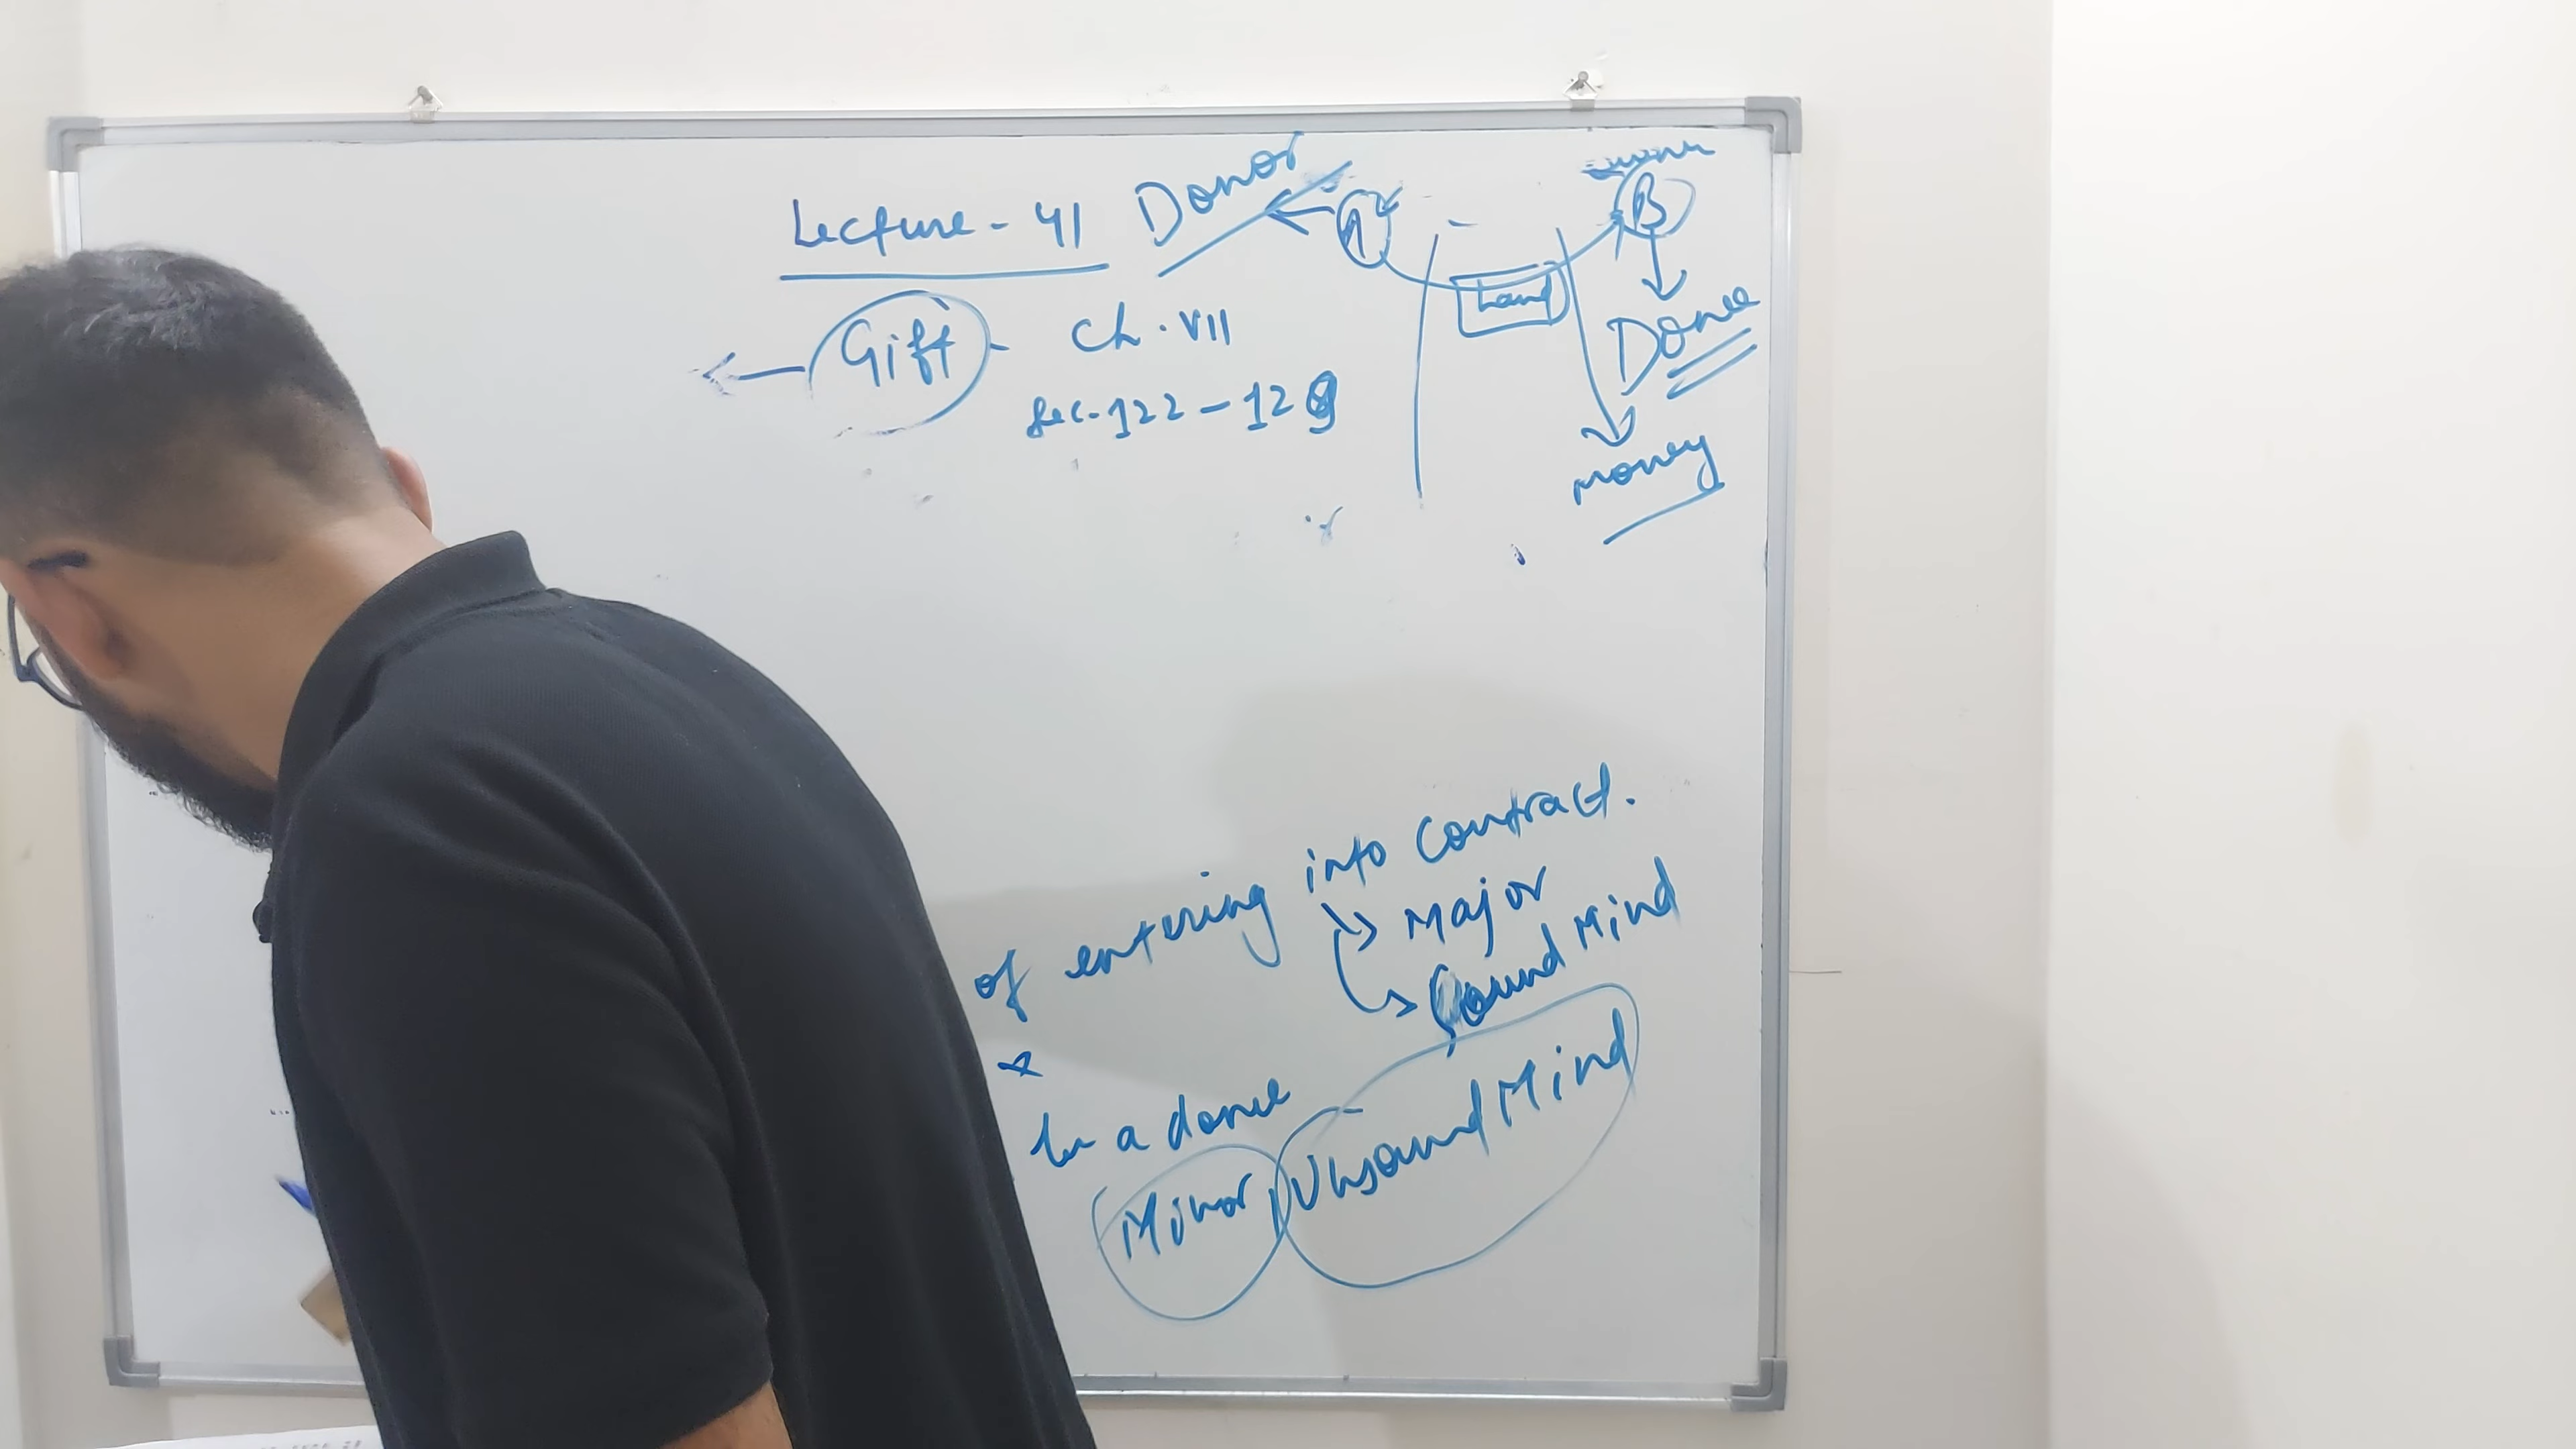 Lecture - 41
Donor
A
B
Land
Donee
money
Gift - Ch. VII
Sec. 122 - 129
of entering into contract.
Major
Sound Mind
be a donee
Minor, Unsound Mind